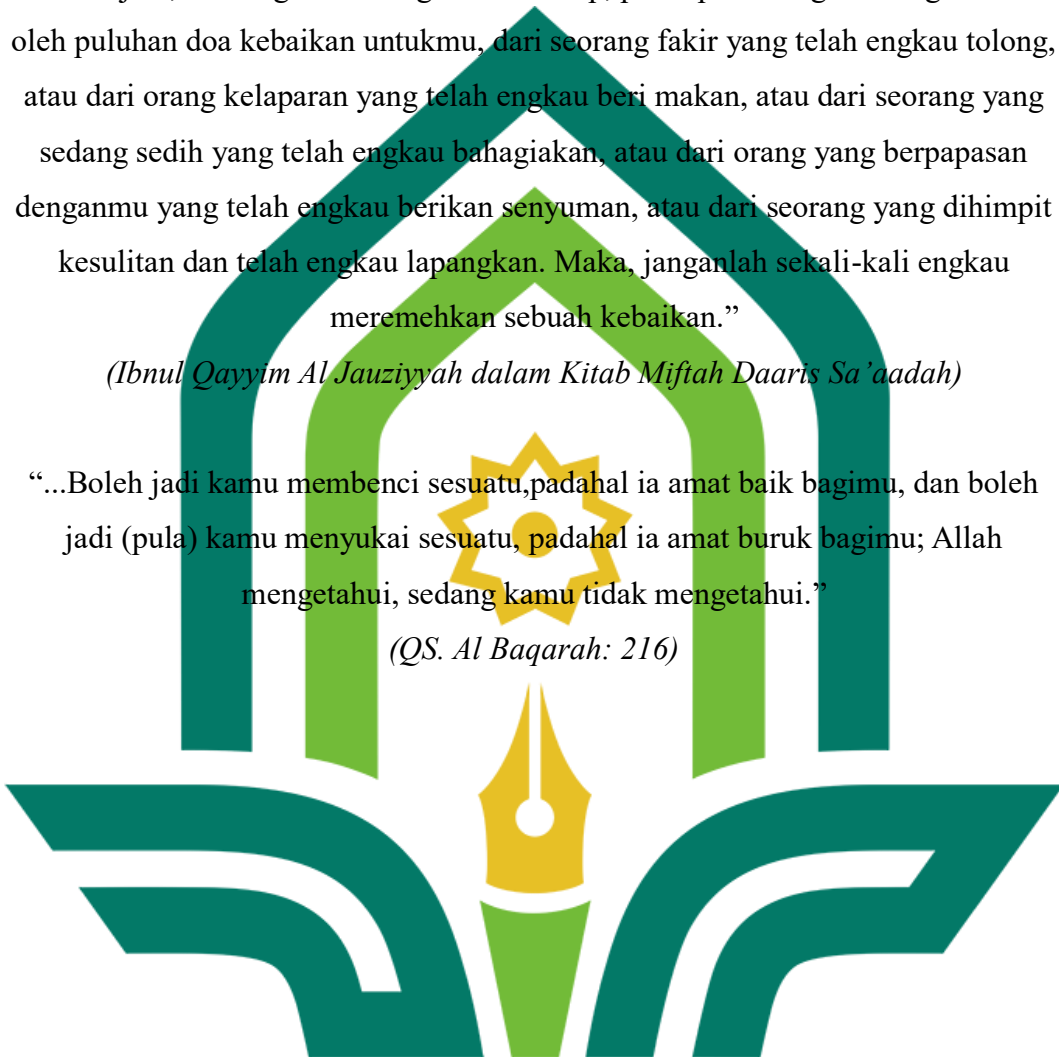 oleh puluhan doa kebaikan untukmu, dari seorang fakir yang telah engkau tolong,
atau dari orang kelaparan yang telah engkau beri makan, atau dari seorang yang
sedang sedih yang telah engkau bahagiakan, atau dari orang yang berpapasan
denganmu yang telah engkau berikan senyuman, atau dari seorang yang dihimpit
kesulitan dan telah engkau lapangkan. Maka, janganlah sekali-kali engkau
meremehkan sebuah kebaikan.”
(Ibnul Qayyim Al Jauziyyah dalam Kitab Miftah Daaris Sa’aadah)
“...Boleh jadi kamu membenci sesuatu,padahal ia amat baik bagimu, dan boleh
jadi (pula) kamu menyukai sesuatu, padahal ia amat buruk bagimu; Allah
mengetahui, sedang kamu tidak mengetahui.”
(QS. Al Baqarah: 216)